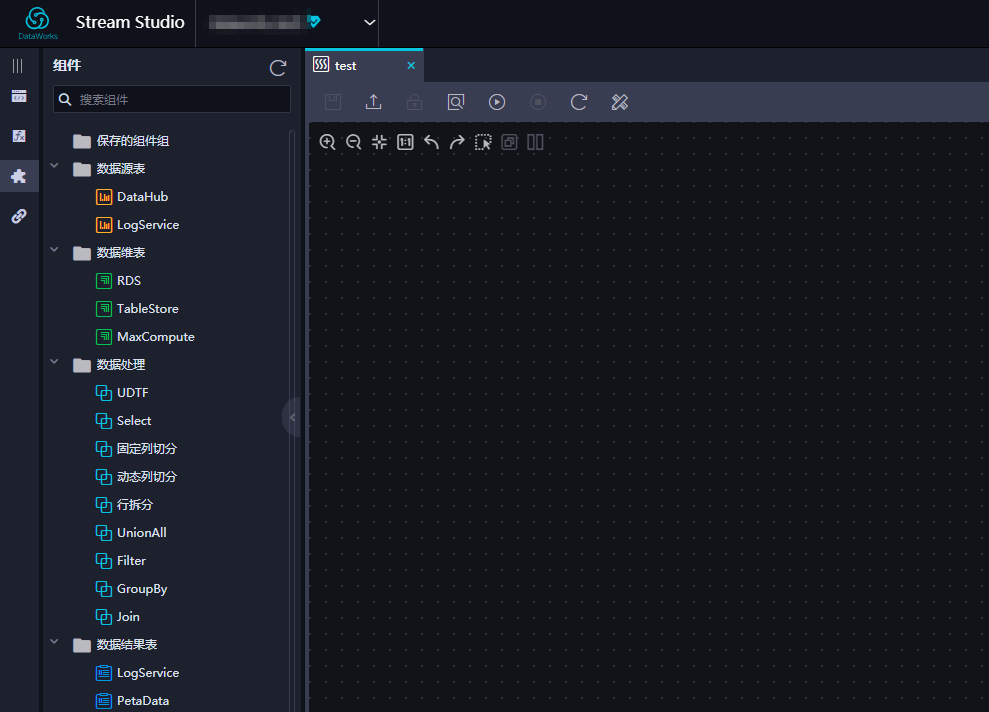 DataWorks
Stream Studio
组件
test
搜索组件
保存的组件组
数据源表
DataHub
LogService
数据维表
RDS
TableStore
MaxCompute
数据处理
UDTF
Select
固定列切分
动态列切分
行拆分
UnionAll
Filter
GroupBy
Join
数据结果表
LogService
PetaData
1:1